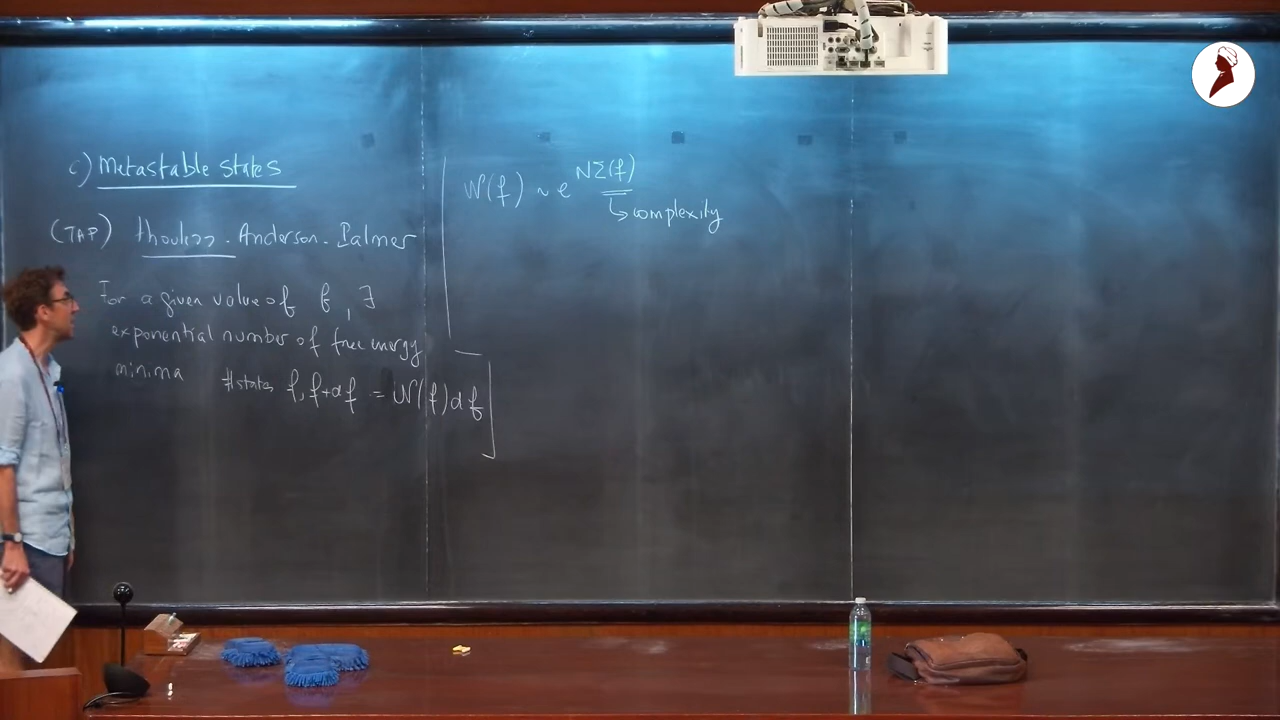 c) Metastable states
(TAP) Thouless - Anderson - Palmer
For a given value of f, ∃
exponential number of free energy
minima #states f, f+df = 𝒩(f)df
𝒩(f) ~ e^{NΣ(f)}
↳ complexity